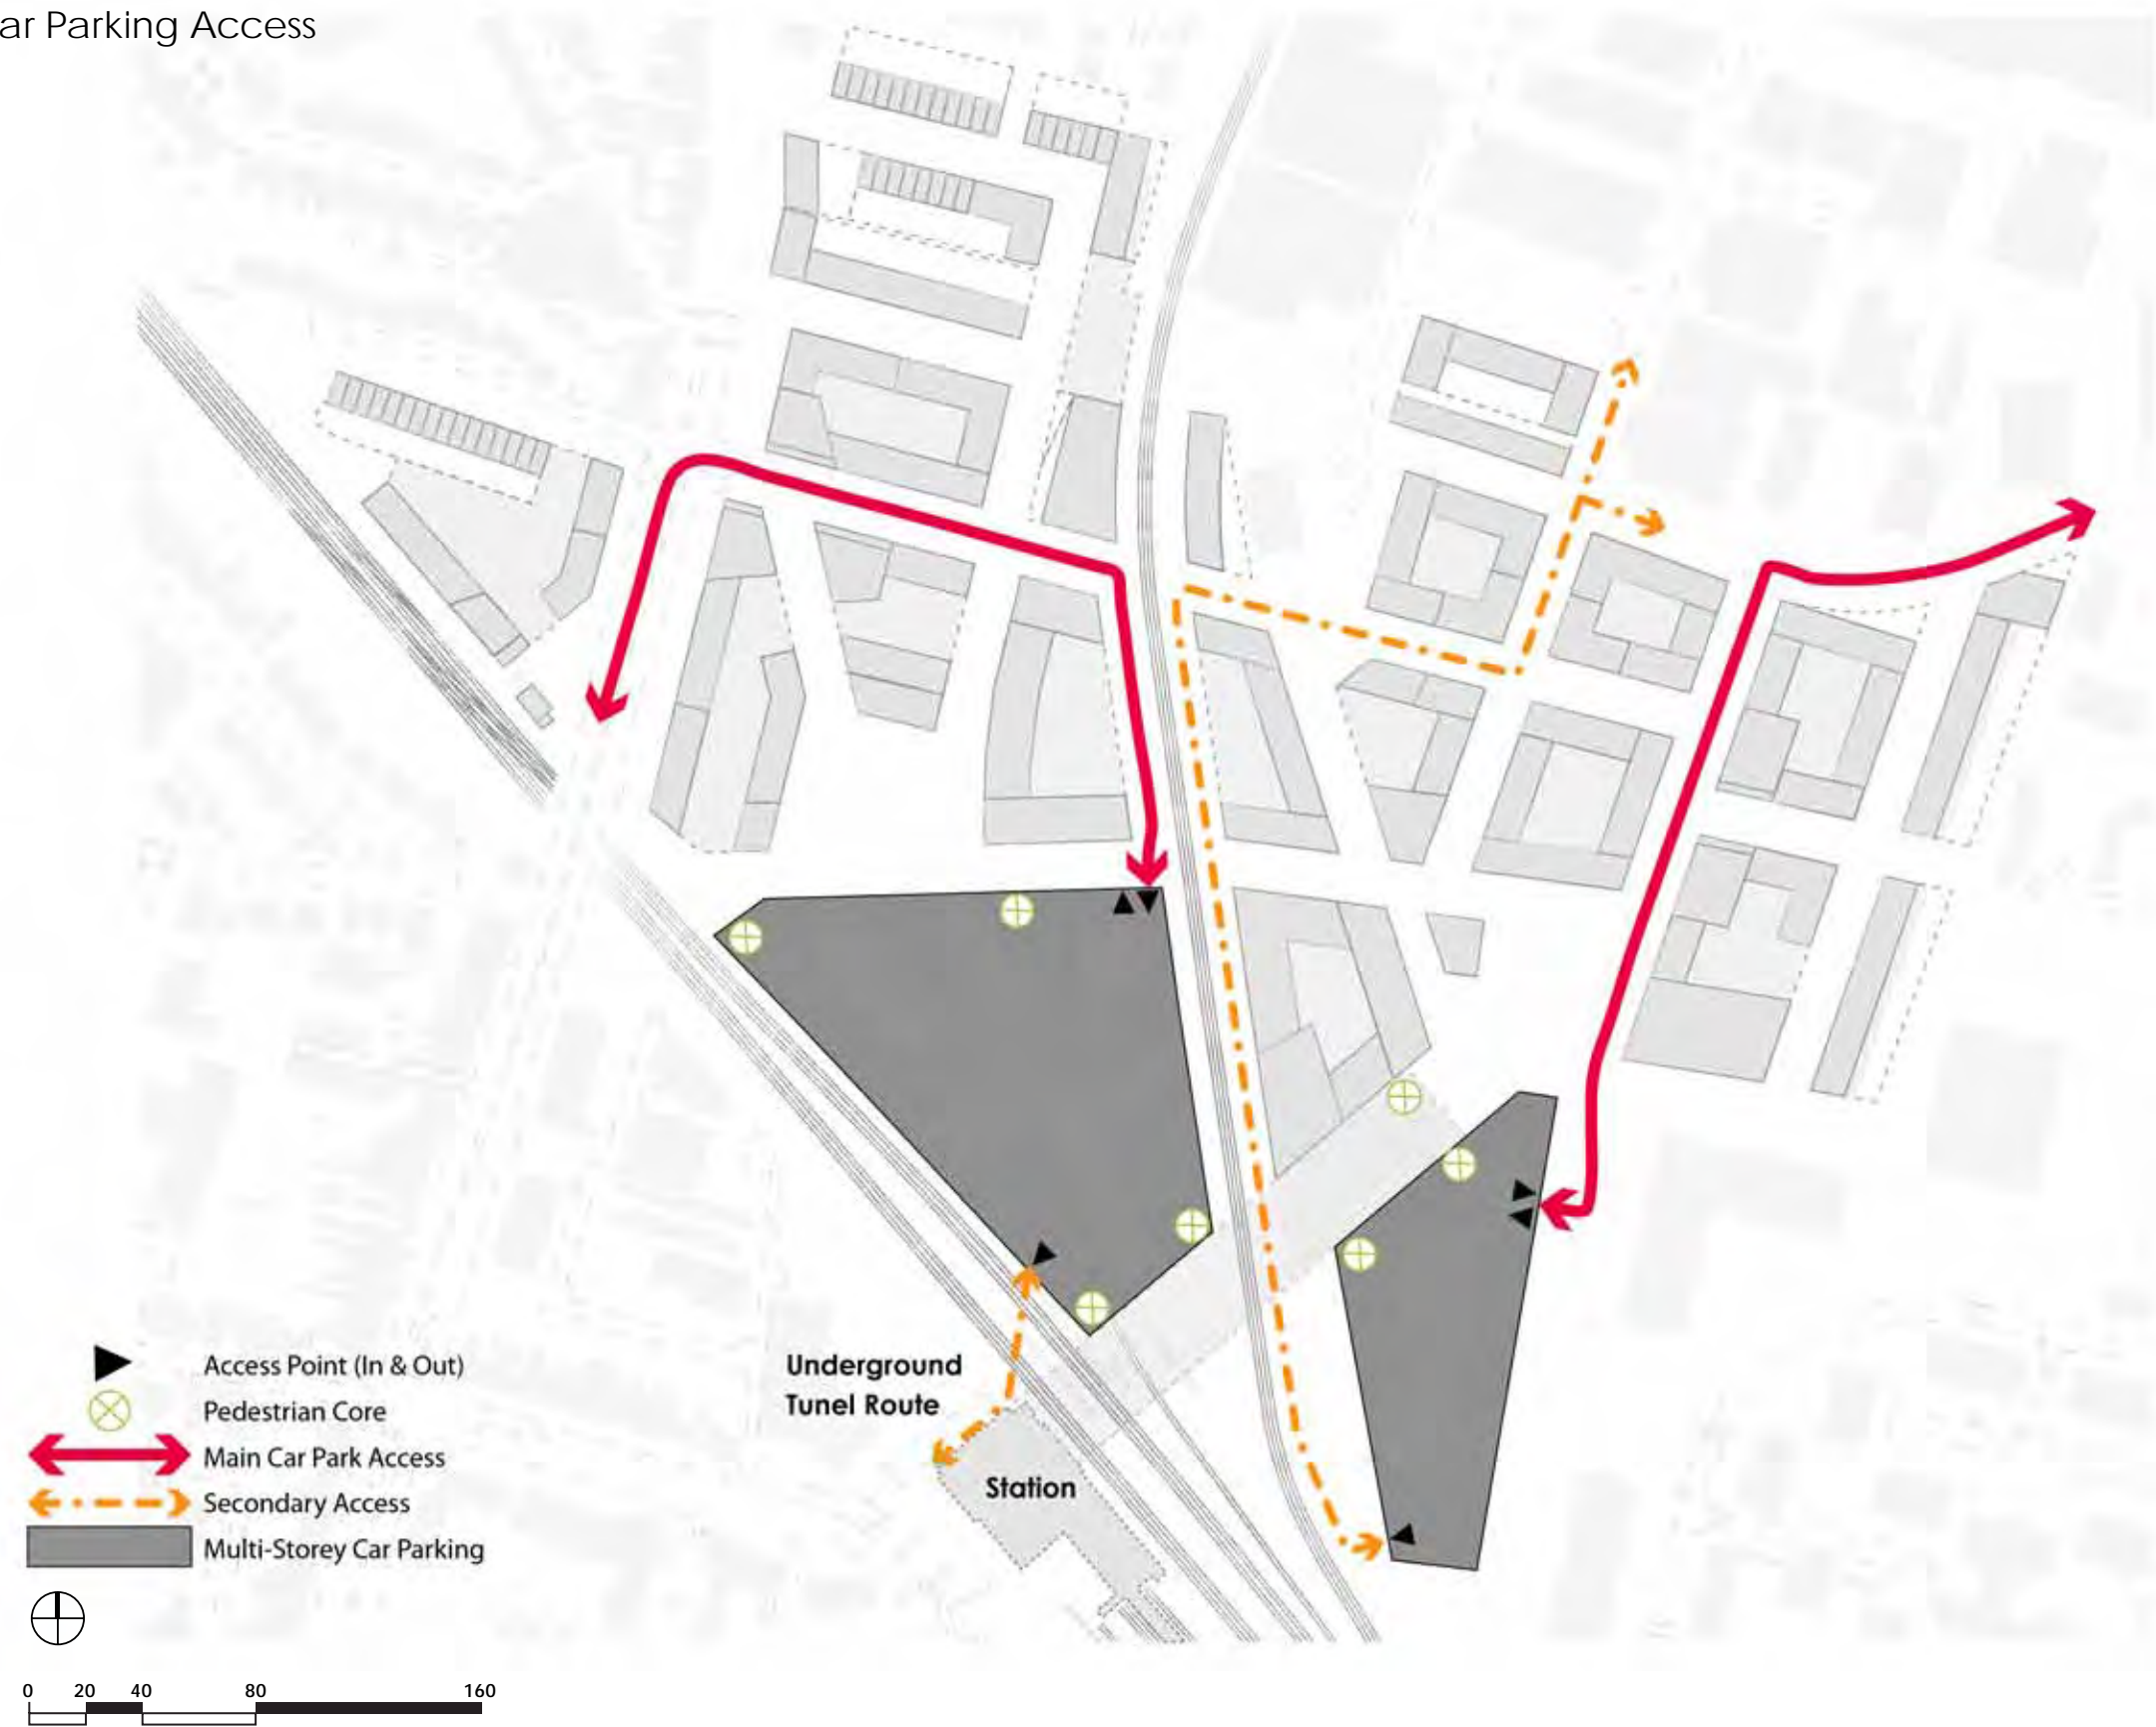 ar Parking Access
Underground
Tunel Route
Station
Access Point (In & Out)
Pedestrian Core
Main Car Park Access
Secondary Access
Multi-Storey Car Parking
0 20 40 80 160